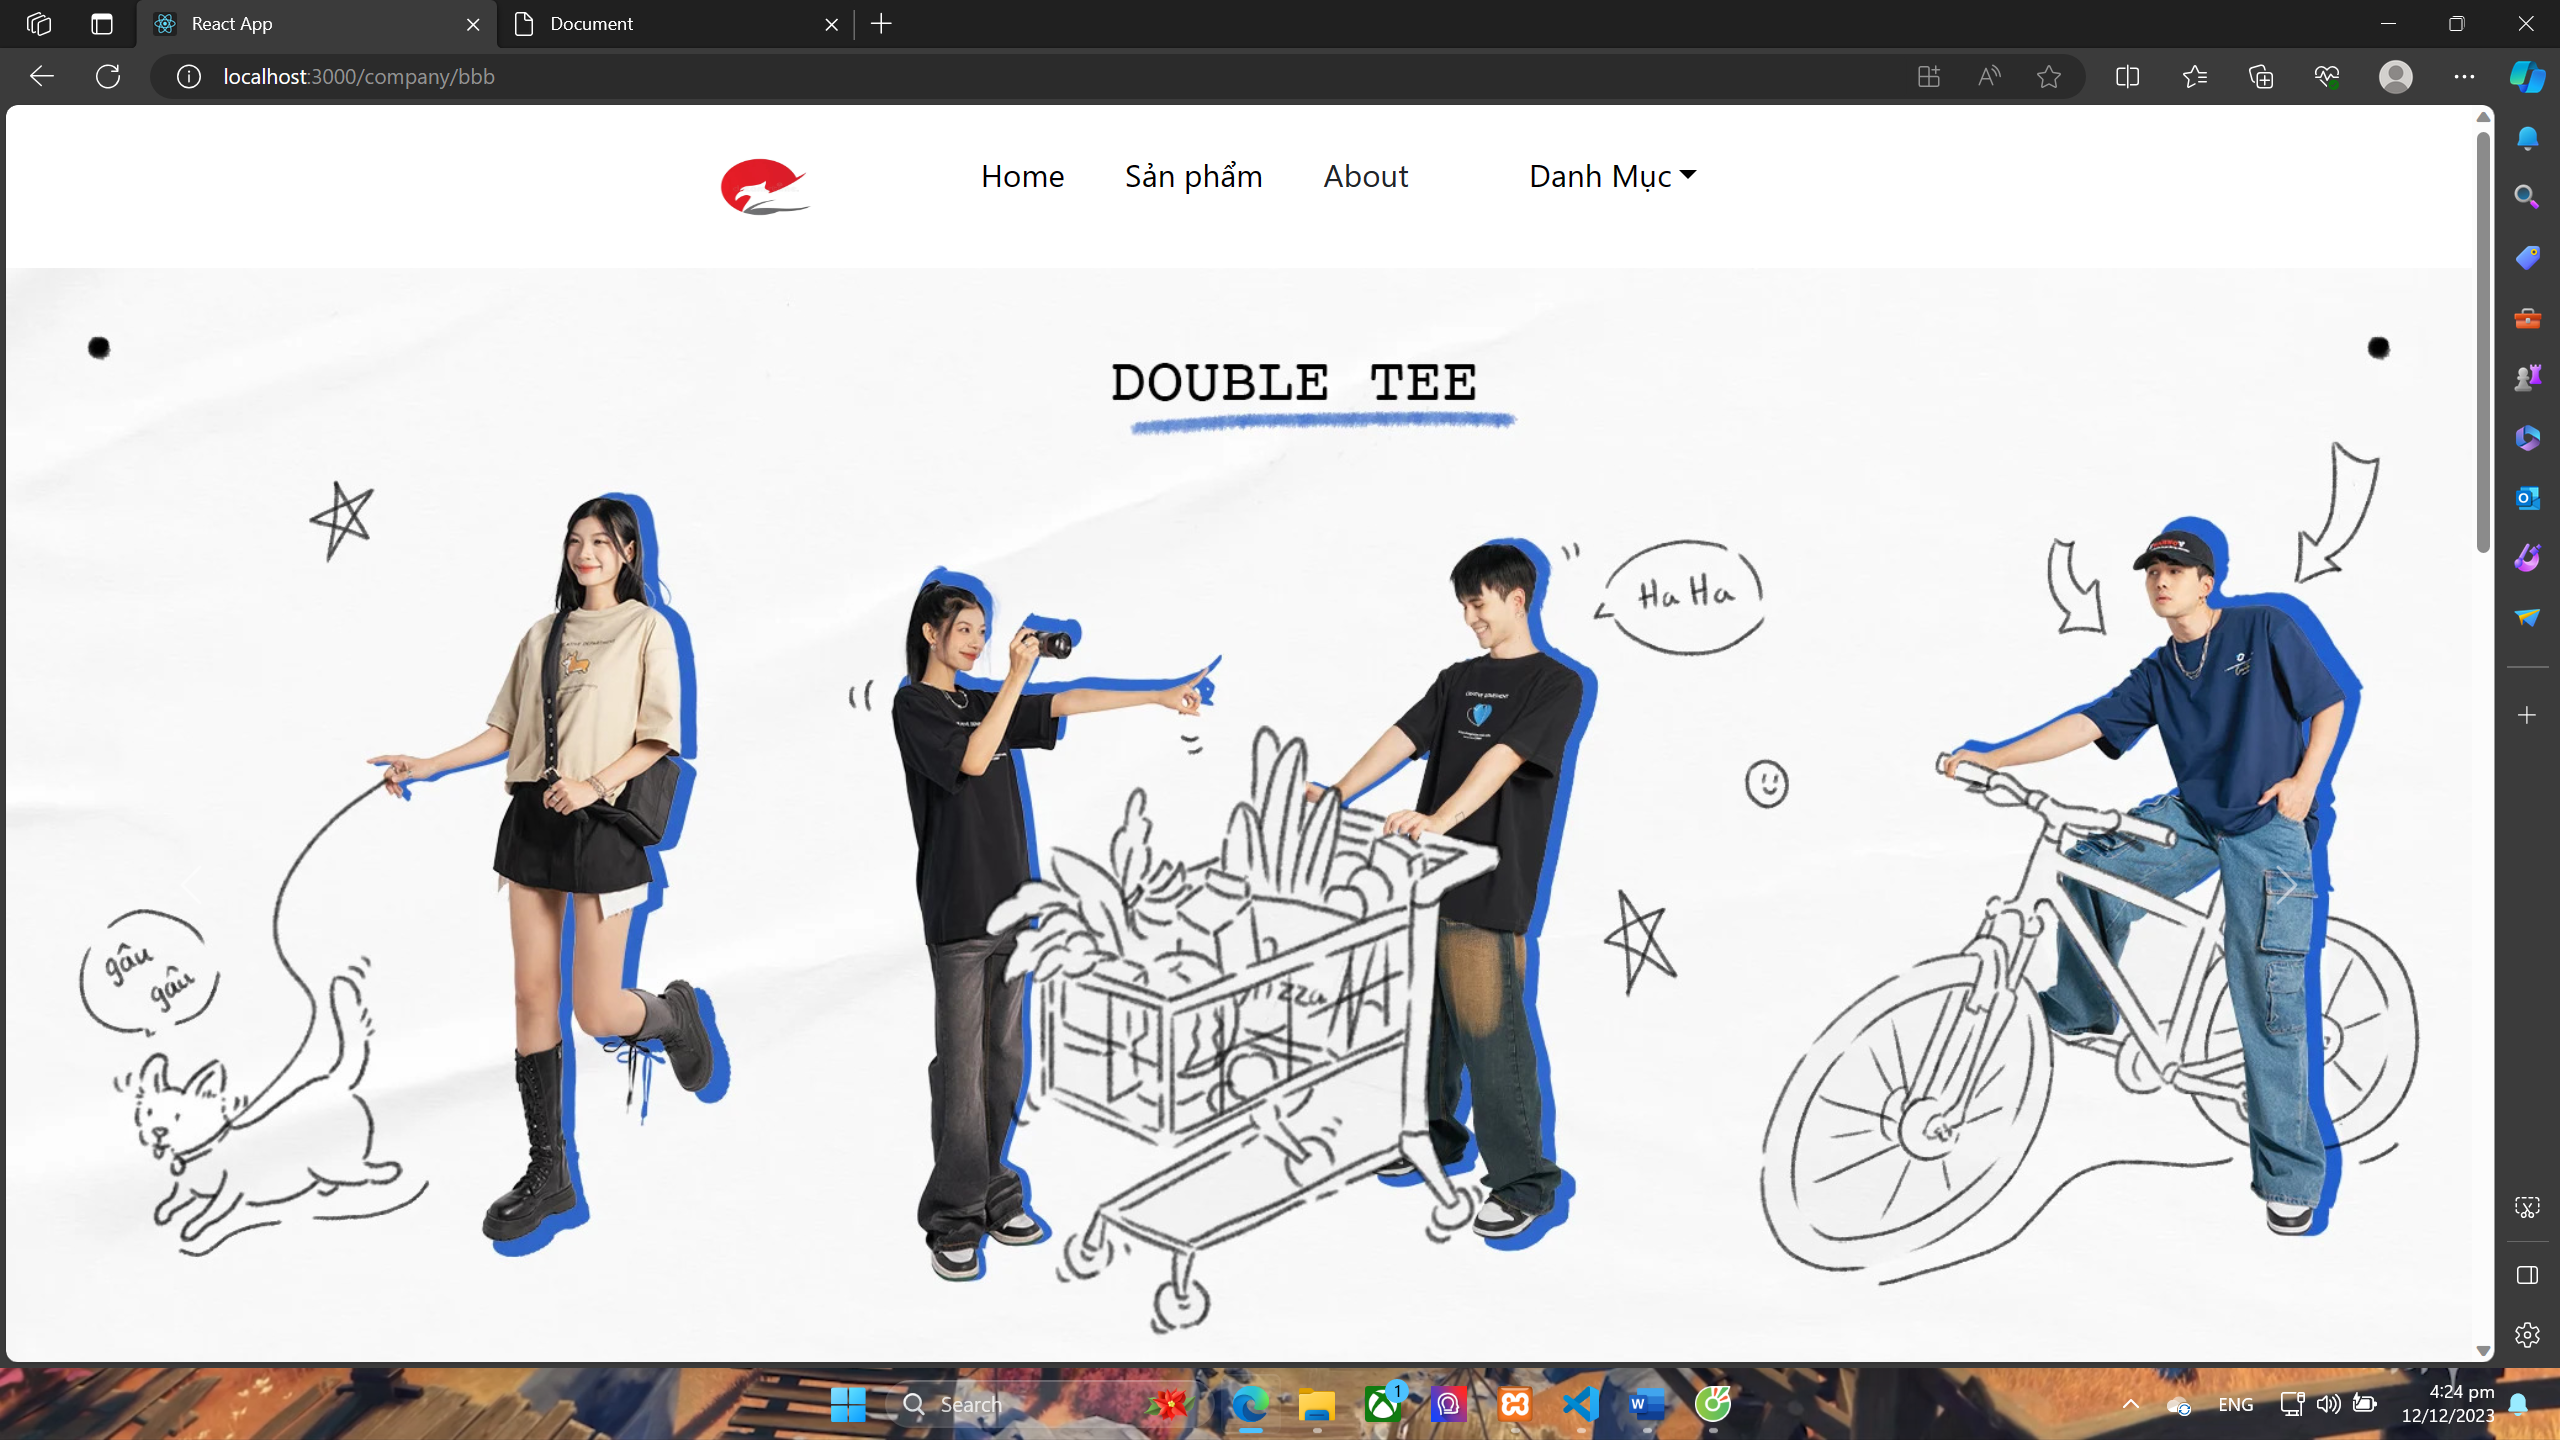 React App
Document
localhost:3000/company/bbb
Home
Sản phẩm
About
Danh Mục
DOUBLE TEE
Ha Ha
gâu
gâu
Pizza
Search
1
ENG
4:24 pm
12/12/2023